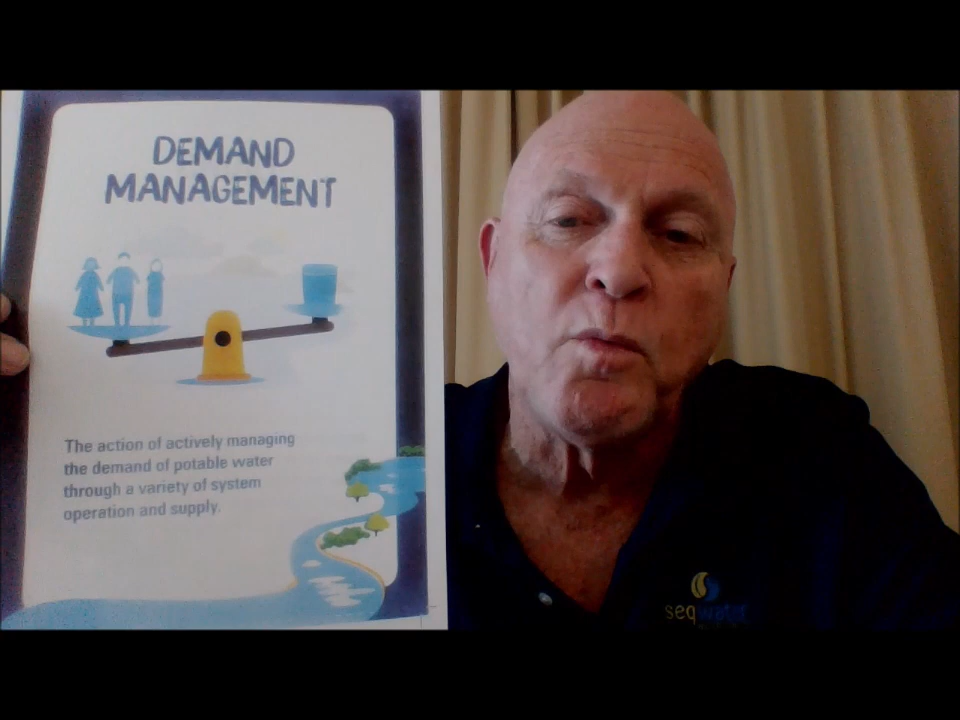 DEMAND
MANAGEMENT
The action of actively managing
the demand of potable water
through a variety of system
operation and supply.
seqwater